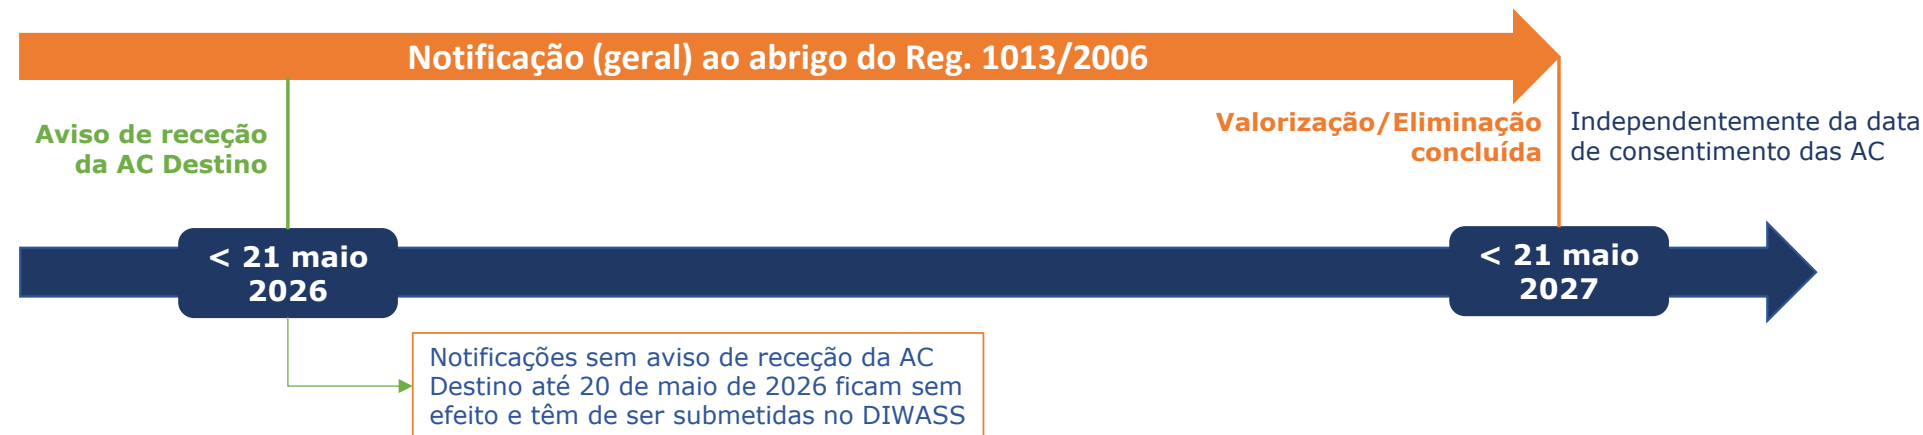 Notificação (geral) ao abrigo do Reg. 1013/2006
Aviso de receção
da AC Destino
Valorização/Eliminação
concluída
Independentemente da data
de consentimento das AC
< 21 maio
2026
< 21 maio
2027
Notificações sem aviso de receção da AC
Destino até 20 de maio de 2026 ficam sem
efeito e têm de ser submetidas no DIWASS